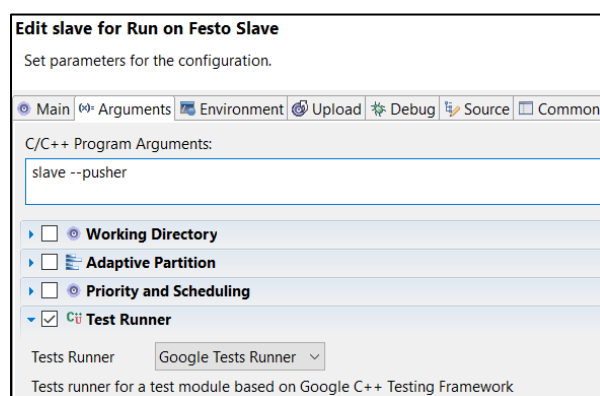 Edit slave for Run on Festo Slave
Set parameters for the configuration.
Main (x)= Arguments Environment Upload Debug Source Common
C/C++ Program Arguments:
slave --pusher
Working Directory
Adaptive Partition
Priority and Scheduling
Test Runner
Tests Runner Google Tests Runner
Tests runner for a test module based on Google C++ Testing Framework